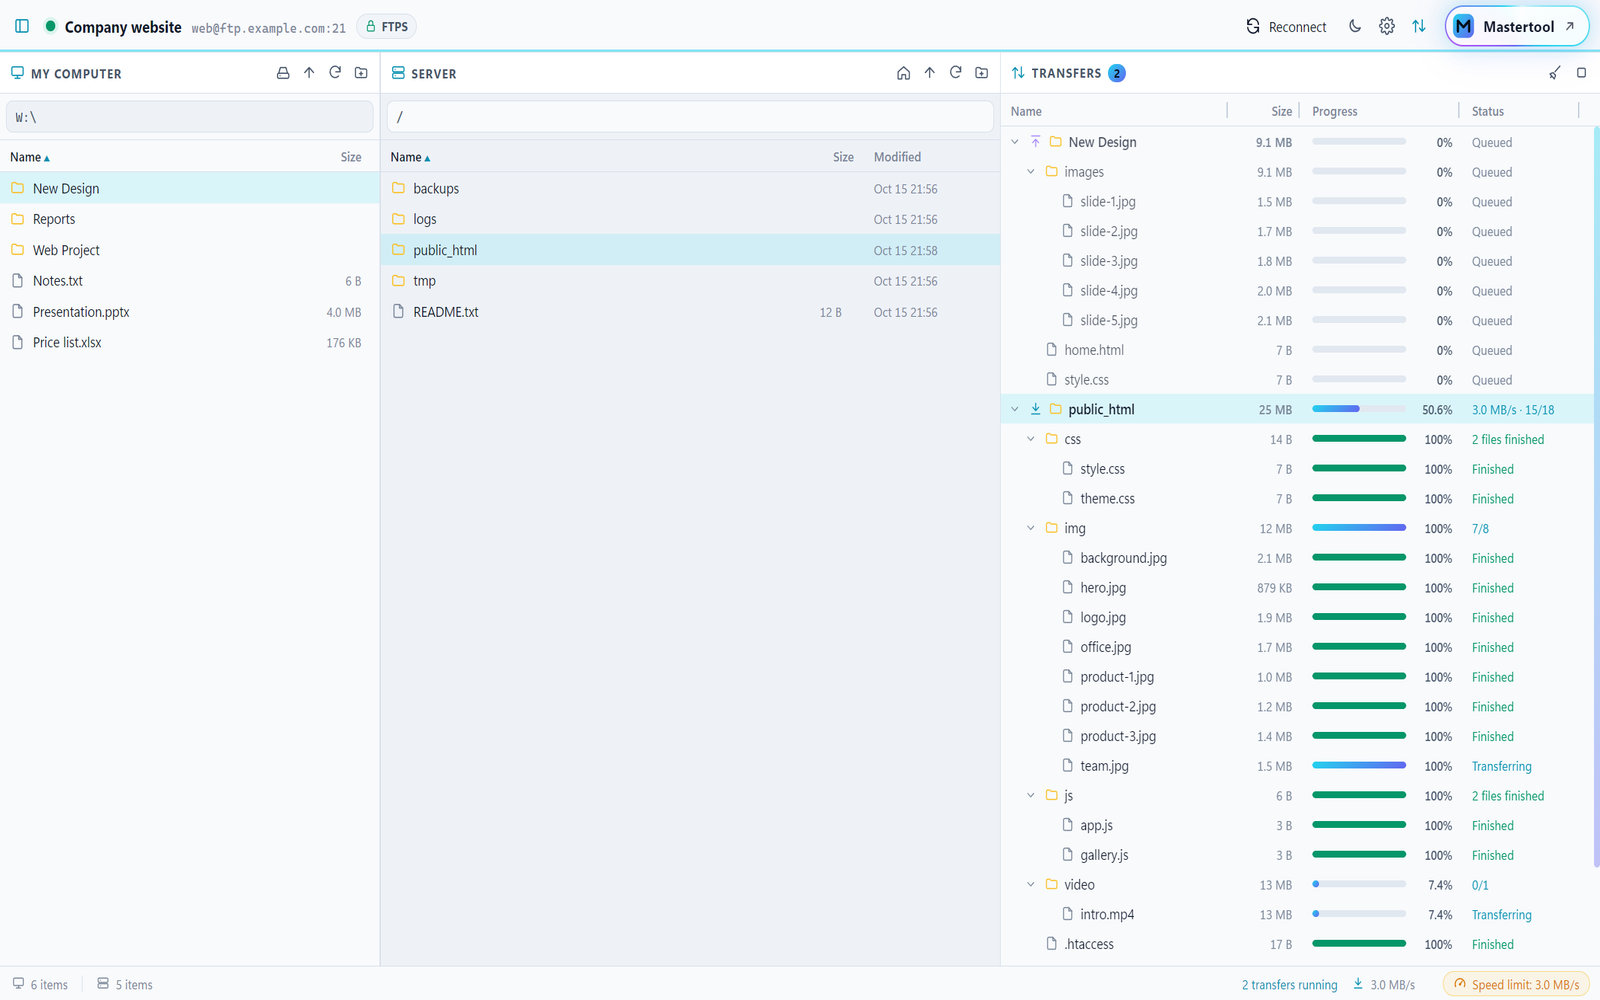 Company website web@ftp.example.com:21 FTPS Reconnect Mastertool
MY COMPUTER
W:\
Name Size
New Design
Reports
Web Project
Notes.txt 6 B
Presentation.pptx 4.0 MB
Price list.xlsx 176 KB
SERVER
/
Name Size Modified
backups Oct 15 21:56
logs Oct 15 21:56
public_html Oct 15 21:58
tmp Oct 15 21:56
README.txt 12 B Oct 15 21:56
TRANSFERS 2
Name Size Progress Status
New Design 9.1 MB 0% Queued
images 9.1 MB 0% Queued
slide-1.jpg 1.5 MB 0% Queued
slide-2.jpg 1.7 MB 0% Queued
slide-3.jpg 1.8 MB 0% Queued
slide-4.jpg 2.0 MB 0% Queued
slide-5.jpg 2.1 MB 0% Queued
home.html 7 B 0% Queued
style.css 7 B 0% Queued
public_html 25 MB 50.6% 3.0 MB/s · 15/18
css 14 B 100% 2 files finished
style.css 7 B 100% Finished
theme.css 7 B 100% Finished
img 12 MB 100% 7/8
background.jpg 2.1 MB 100% Finished
hero.jpg 879 KB 100% Finished
logo.jpg 1.9 MB 100% Finished
office.jpg 1.7 MB 100% Finished
product-1.jpg 1.0 MB 100% Finished
product-2.jpg 1.2 MB 100% Finished
product-3.jpg 1.4 MB 100% Finished
team.jpg 1.5 MB 100% Transferring
js 6 B 100% 2 files finished
app.js 3 B 100% Finished
gallery.js 3 B 100% Finished
video 13 MB 7.4% 0/1
intro.mp4 13 MB 7.4% Transferring
.htaccess 17 B 100% Finished
6 items 5 items 2 transfers running 3.0 MB/s Speed limit: 3.0 MB/s